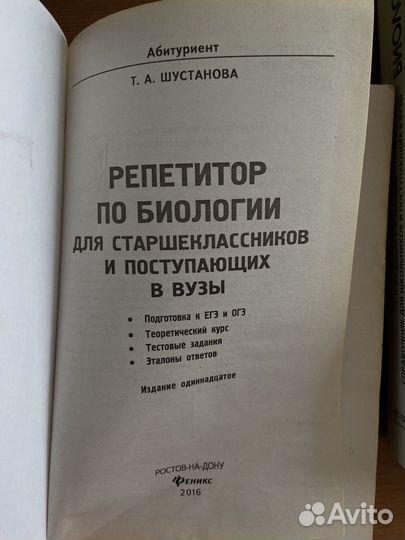 Абитуриент
Т. А. ШУСТАНОВА
РЕПЕТИТОР
ПО БИОЛОГИИ
ДЛЯ СТАРШЕКЛАССНИКОВ
И ПОСТУПАЮЩИХ
В ВУЗЫ
• Подготовка к ЕГЭ и ОГЭ
• Теоретический курс
• Тестовые задания
• Эталоны ответов
Издание одиннадцатое
РОСТОВ-НА-ДОНУ
Феникс
2016
Avito